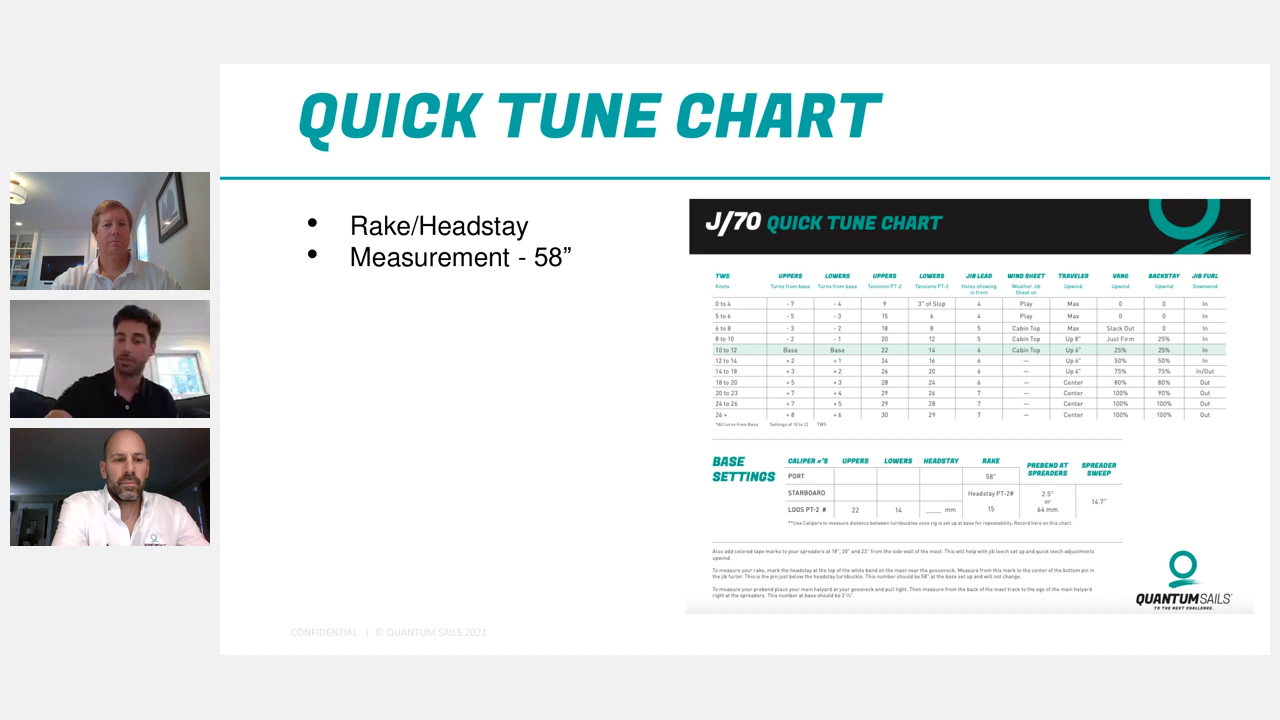 QUICK TUNE CHART
• Rake/Headstay
• Measurement - 58”
J/70 QUICK TUNE CHART
TWS UPPERS LOWERS UPPERS LOWERS JIB LEAD WIND SHEET TRAVELER VANG BACKSTAY JIB FURL
Knots Turns from base Turns from base Tensions PT-2 Tensions PT-2 Holes showing in front Weather Jib Sheet on Upwind Upwind Upwind Downwind
0 to 4 - 7 - 4 9 3" of Slop 4 Play Max 0 0 In
5 to 6 - 5 - 3 15 6 4 Play Max 0 0 In
6 to 8 - 3 - 2 18 8 5 Cabin Top Max Slack Out 0 In
8 to 10 - 2 - 1 20 12 5 Cabin Top Up 8" Just Firm 25% In
10 to 12 Base Base 22 14 6 Cabin Top Up 6" 25% 25% In
12 to 14 + 2 + 1 24 16 6 — Up 6" 50% 50% In
14 to 18 + 3 + 2 26 20 6 — Up 4" 75% 75% In/Out
18 to 20 + 5 + 3 28 24 6 — Center 80% 80% Out
20 to 23 + 7 + 4 29 26 7 — Center 100% 90% Out
24 to 26 + 7 + 5 29 28 7 — Center 100% 100% Out
26 + + 8 + 6 30 29 7 — Center 100% 100% Out
*All turns from Base Settings of 10 to 12 TWS
BASE SETTINGS
CALIPER #'S UPPERS LOWERS HEADSTAY RAKE PREBEND AT SPREADERS SPREADER SWEEP
PORT 58"
STARBOARD Headstay PT-2# 2.5" or 64 mm 14.7"
LOOS PT-2 # 22 14 ____ mm 15
**Use Calipers to measure distance between turnbuckles once rig is set up at base for repeatability. Record here on this chart.
Also add colored tape marks to your spreaders at 18", 20" and 22" from the side wall of the mast. This will help with jib leech set up and quick leech adjustments
upwind.
To measure your rake, mark the headstay at the top of the white band on the mast near the gooseneck. Measure from this mark to the center of the bottom pin in
the jib furler. This is the pin just below the headstay turnbuckle. This number should be 58" at the base set up and will not change.
To measure your prebend place your main halyard at your gooseneck and pull tight. Then measure from the back of the mast track to the ege of the main halyard
right at the spreaders. This number at base should be 2 ½".
QUANTUMSAILS
TO THE NEXT CHALLENGE.
CONFIDENTIAL | © QUANTUM SAILS 2021